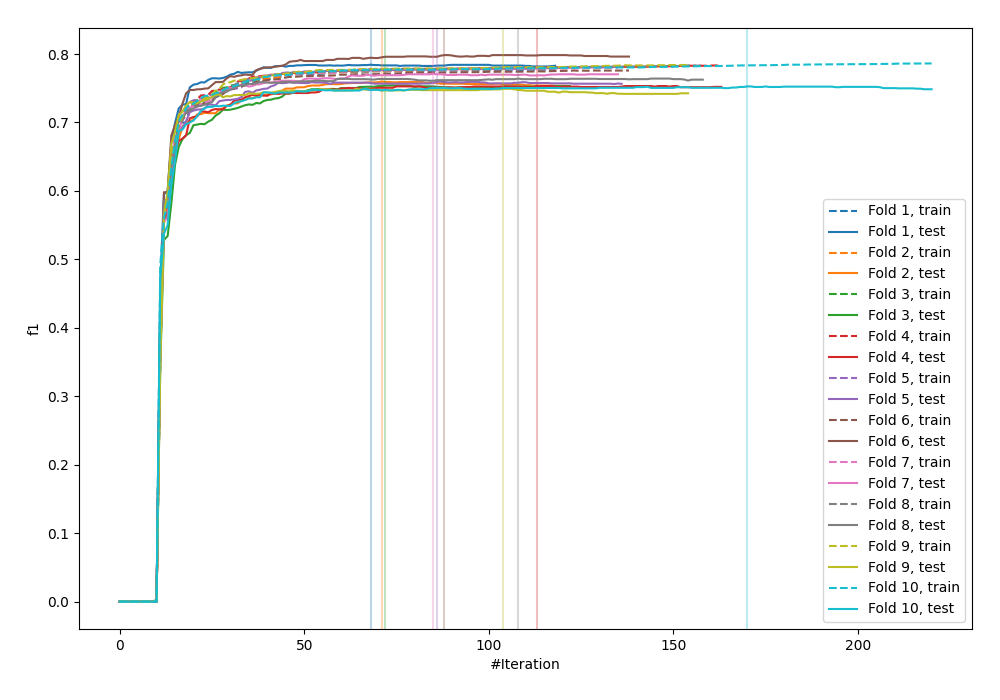 0.8
0.7
0.6
0.5
0.4
0.3
0.2
0.1
0.0
f1
0
50
100
150
200
#Iteration
Fold 1, train
Fold 1, test
Fold 2, train
Fold 2, test
Fold 3, train
Fold 3, test
Fold 4, train
Fold 4, test
Fold 5, train
Fold 5, test
Fold 6, train
Fold 6, test
Fold 7, train
Fold 7, test
Fold 8, train
Fold 8, test
Fold 9, train
Fold 9, test
Fold 10, train
Fold 10, test